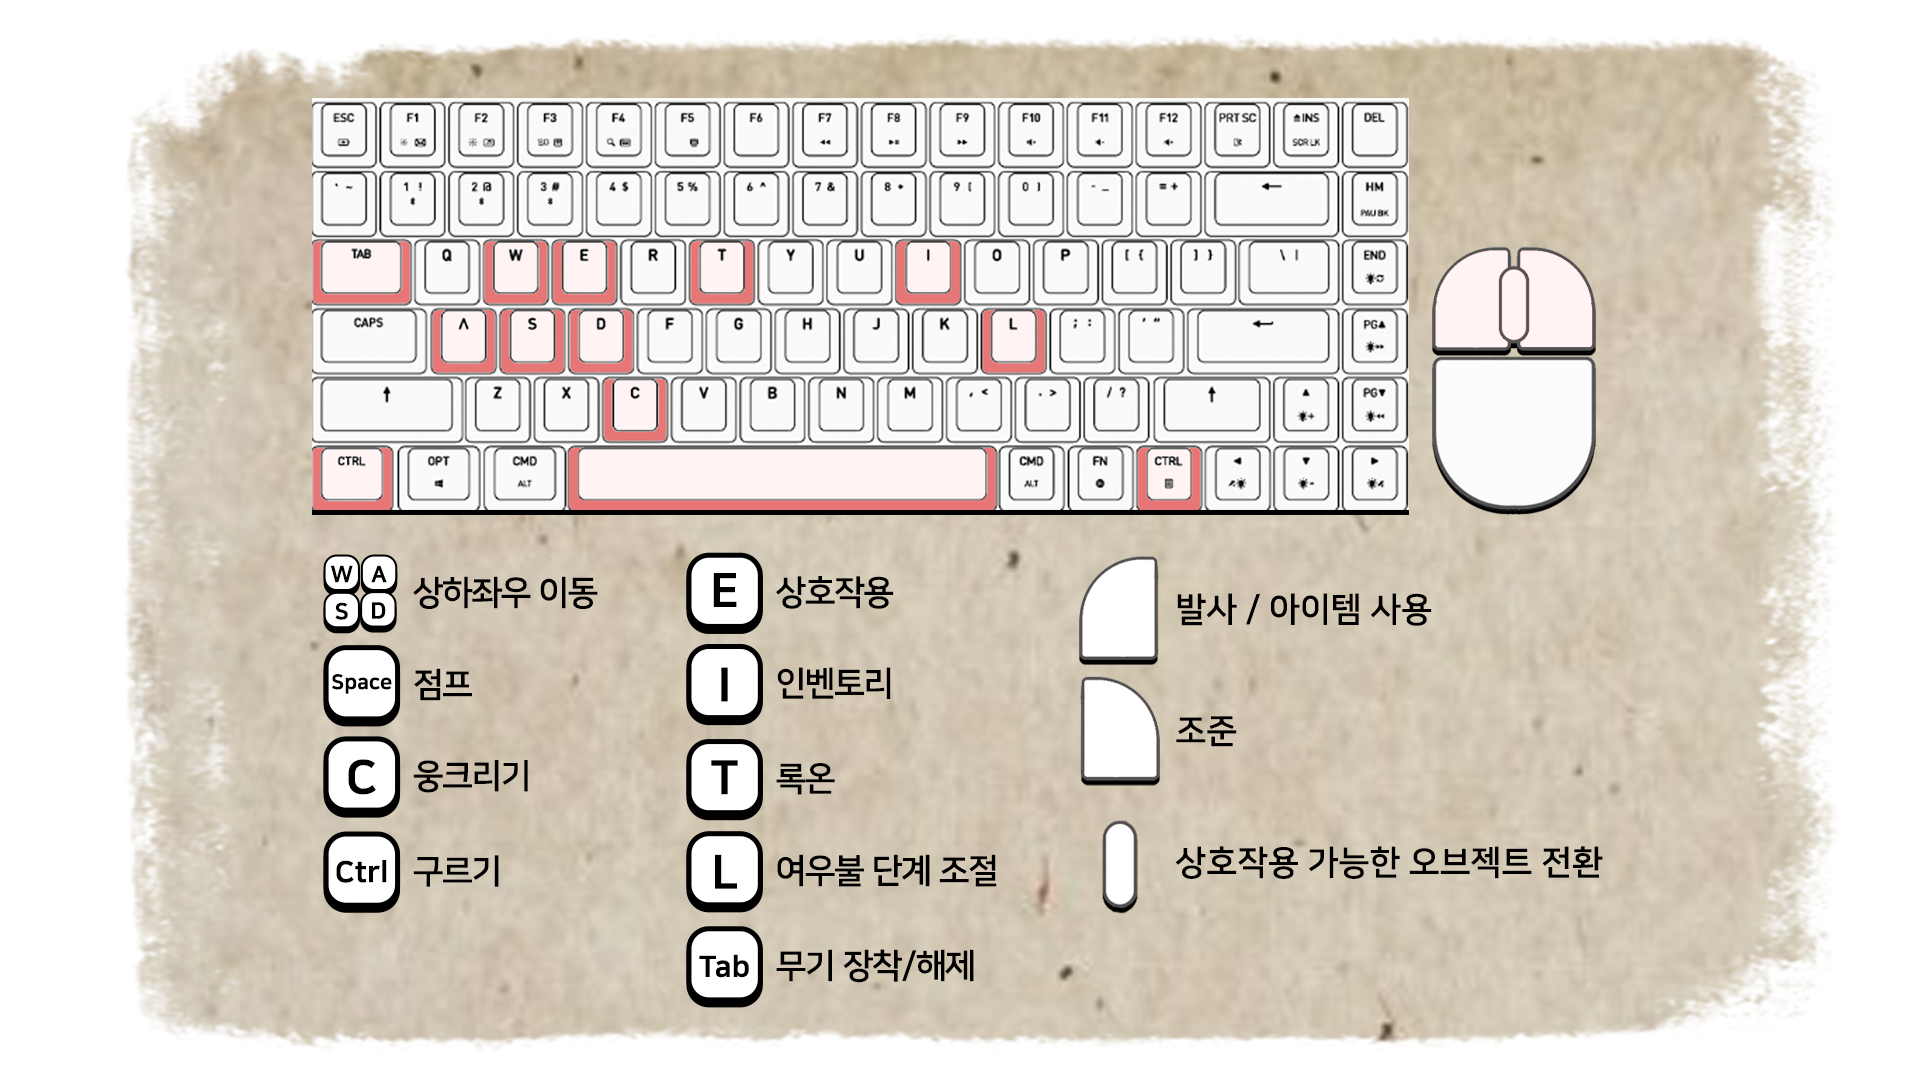 ESC F1 F2 F3 F4 F5 F6 F7 F8 F9 F10 F11 F12 PRT SC INS DEL
SCR LK
` ~ 1 ! 2 @ 3 # 4 $ 5 % 6 ^ 7 & 8 * 9 ( 0 ) - _ = + ← HM
PAU BK
TAB Q W E R T Y U I O P [ { ] } \ | END
CAPS A S D F G H J K L ; : ' " PG▲
↑ Z X C V B N M , < . > / ? ↑ ▲ PG▼
CTRL OPT CMD CMD FN CTRL ◄ ▼ ►
ALT ALT
W A S D 상하좌우 이동
Space 점프
C 웅크리기
Ctrl 구르기
E 상호작용
I 인벤토리
T 록온
L 여우불 단계 조절
Tab 무기 장착/해제
발사 / 아이템 사용
조준
상호작용 가능한 오브젝트 전환